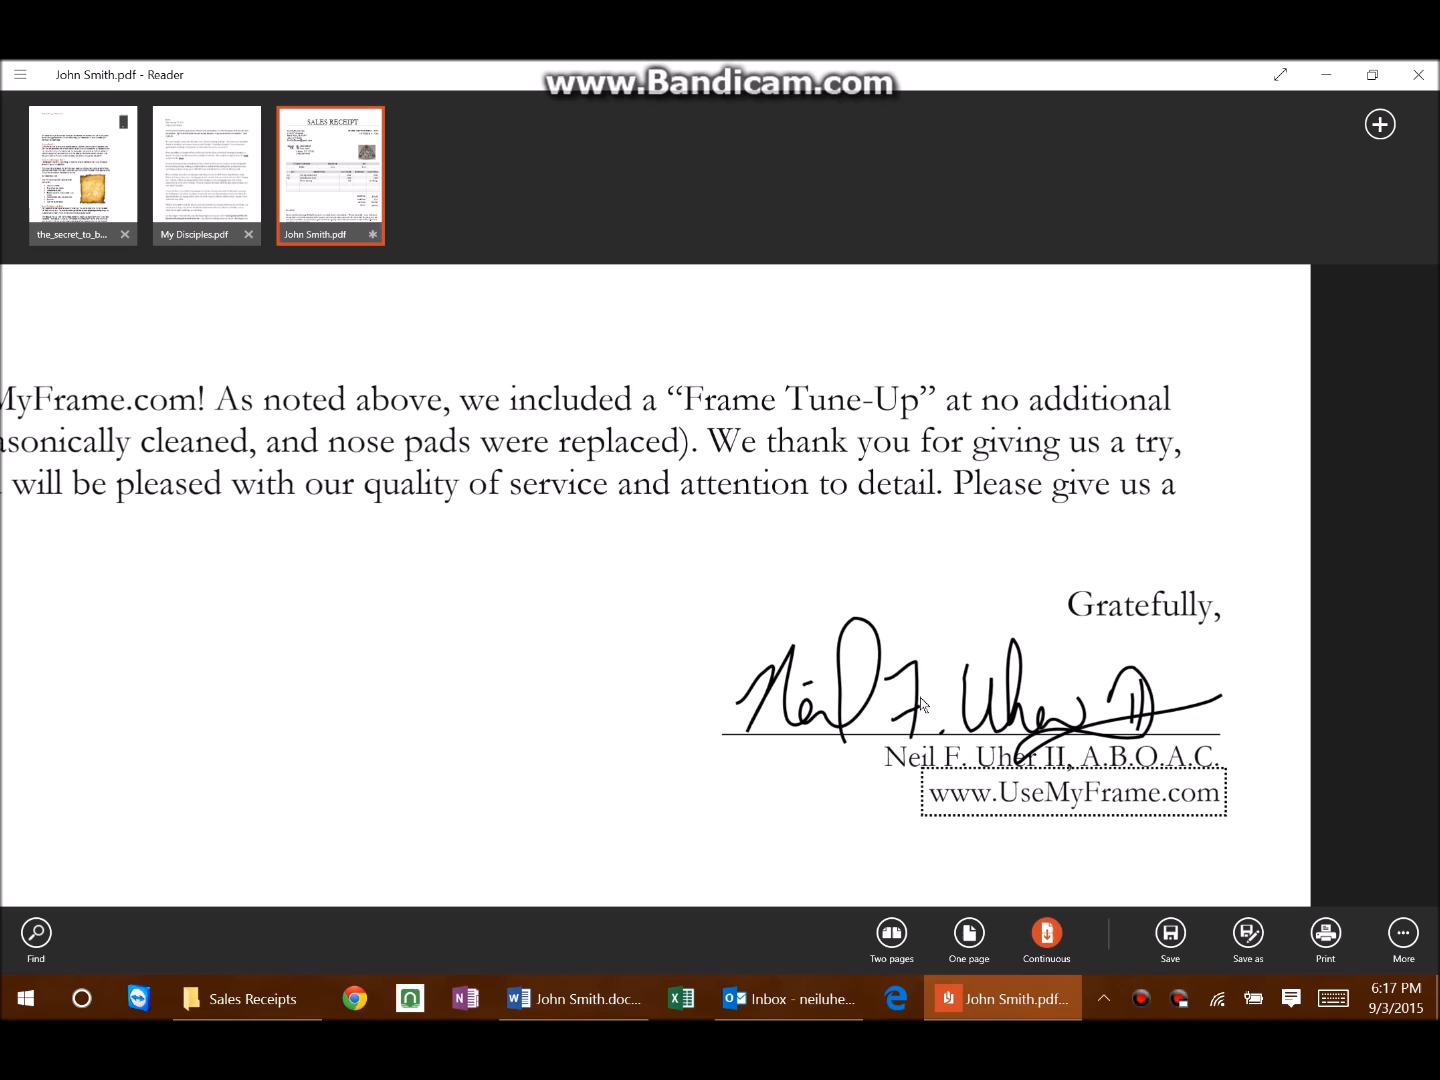 www.Bandicam.com
John Smith.pdf - Reader
SALES RECEIPT
the_secret_to_b...
My Disciples.pdf
John Smith.pdf
MyFrame.com! As noted above, we included a “Frame Tune-Up” at no additional
asonically cleaned, and nose pads were replaced). We thank you for giving us a try,
will be pleased with our quality of service and attention to detail. Please give us a
Gratefully,
Neil F. Uher II
Neil F. Uher II, A.B.O.A.C.
www.UseMyFrame.com
Find
Two pages
One page
Continuous
Save
Save as
Print
More
Sales Receipts
John Smith.doc...
Inbox - neiluhe...
John Smith.pdf...
6:17 PM
9/3/2015